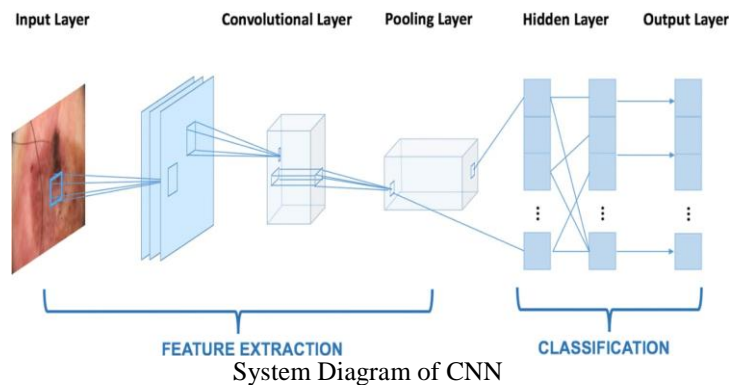 Input Layer Convolutional Layer Pooling Layer Hidden Layer Output Layer
FEATURE EXTRACTION CLASSIFICATION
System Diagram of CNN